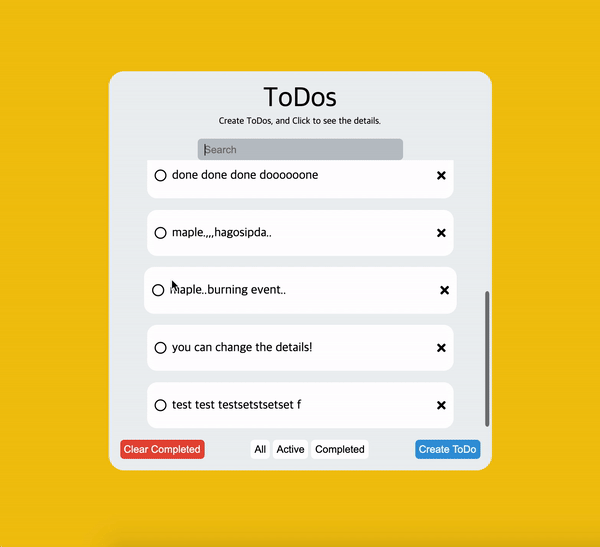 ToDos
Create ToDos, and Click to see the details.
Search
done done done doooooone
maple.,,,hagosipda..
maple..burning event..
you can change the details!
test test testsetstsetset f
Clear Completed
All
Active
Completed
Create ToDo